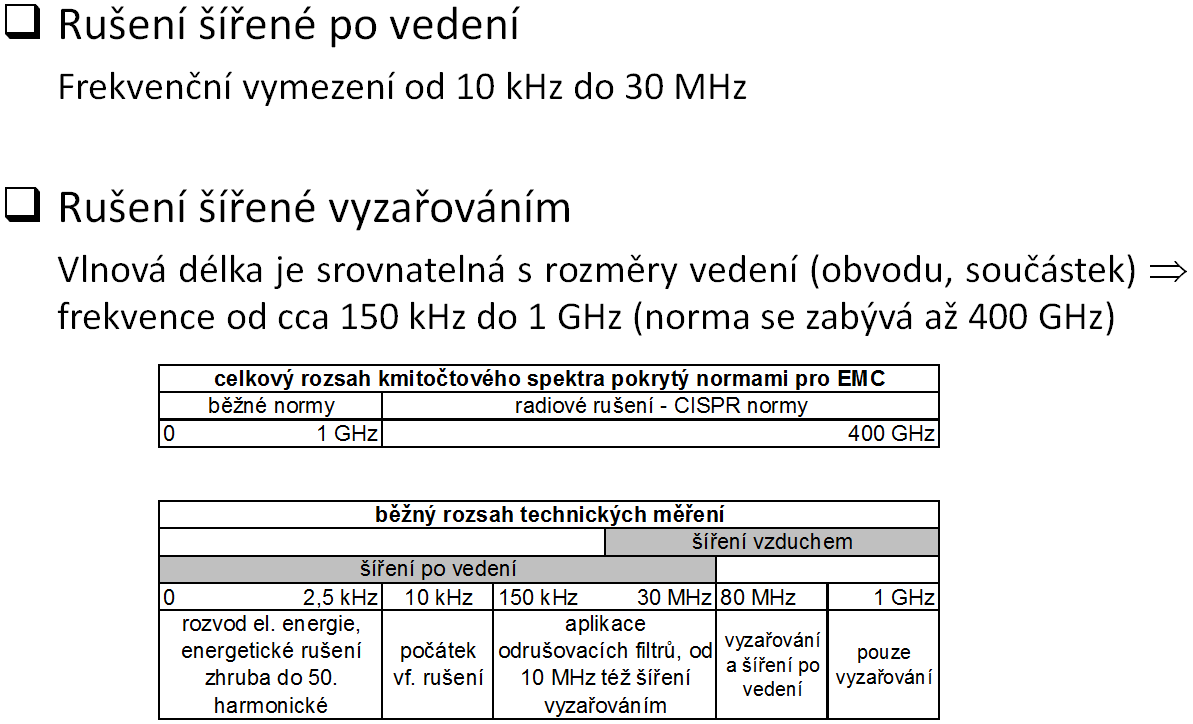 Rušení šířené po vedení
Frekvenční vymezení od 10 kHz do 30 MHz
Rušení šířené vyzařováním
Vlnová délka je srovnatelná s rozměry vedení (obvodu, součástek) ⇒
frekvence od cca 150 kHz do 1 GHz (norma se zabývá až 400 GHz)
celkový rozsah kmitočtového spektra pokrytý normami pro EMC
běžné normy radiové rušení - CISPR normy
0 1 GHz 400 GHz
běžný rozsah technických měření
šíření vzduchem
šíření po vedení
0 2,5 kHz 10 kHz 150 kHz 30 MHz 80 MHz 1 GHz
rozvod el. energie,
energetické rušení
zhruba do 50.
harmonické
počátek
vf. rušení
aplikace
odrušovacích filtrů, od
10 MHz též šíření
vyzařováním
vyzařování
a šíření po
vedení
pouze
vyzařování